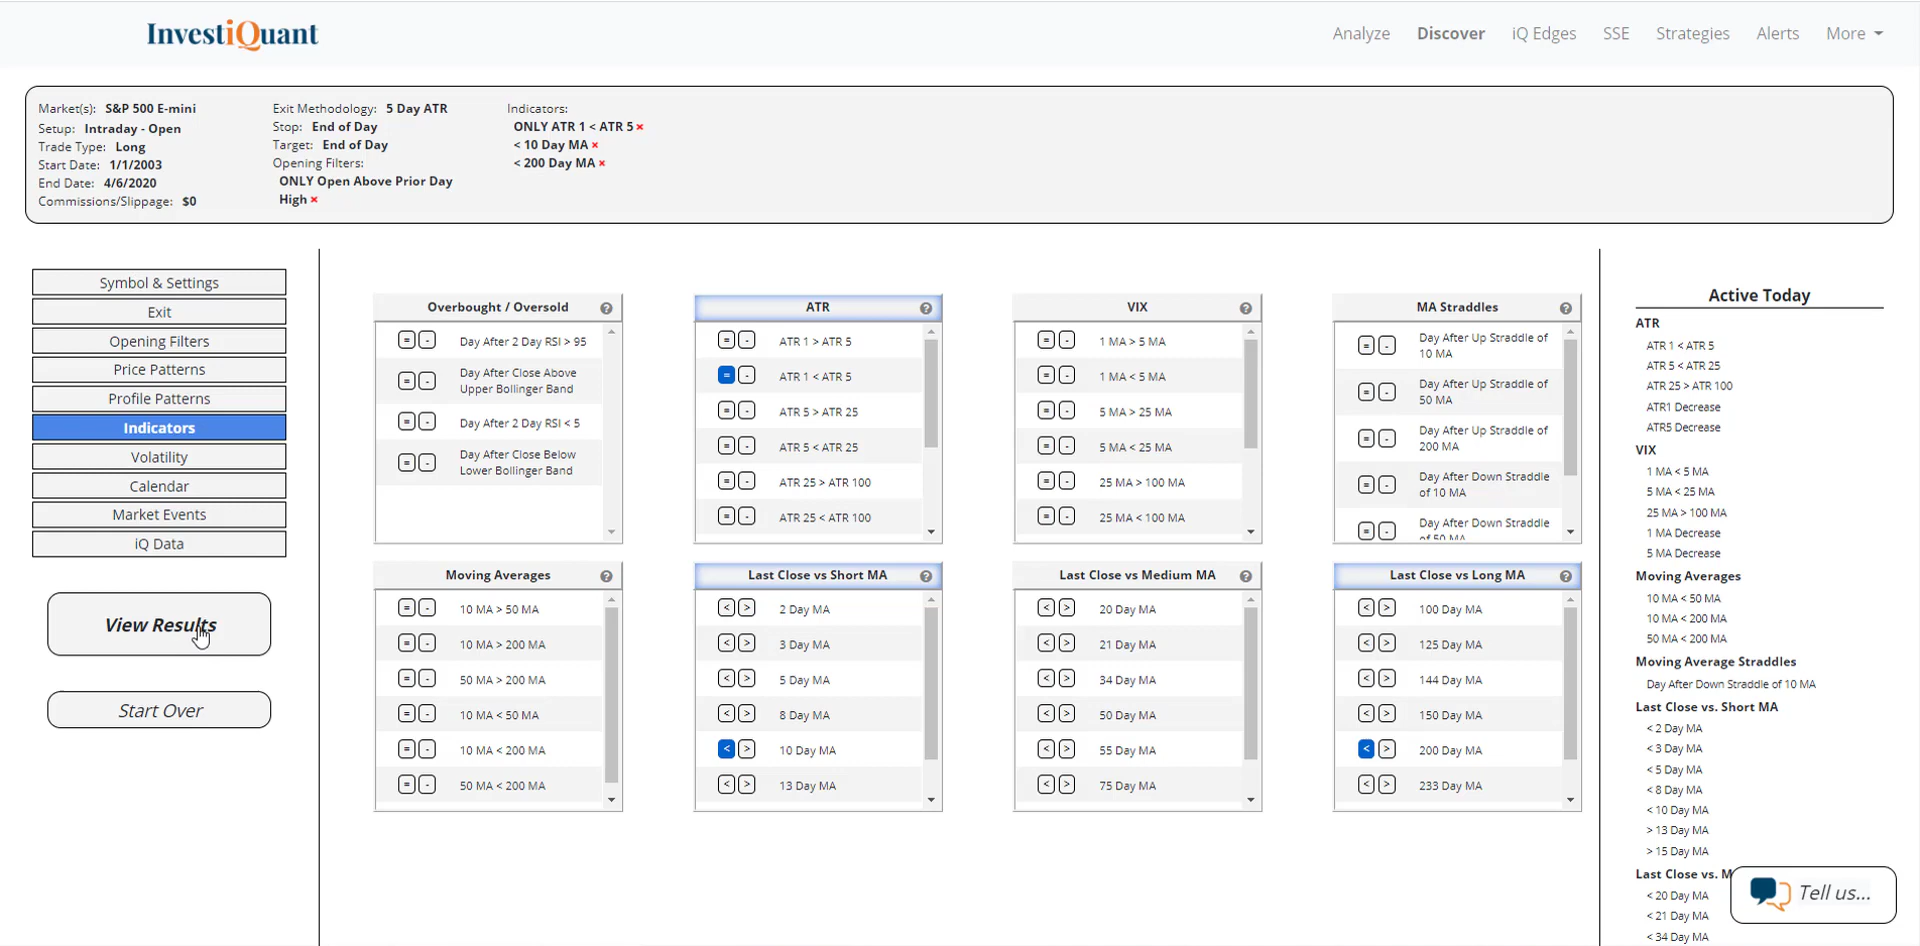 InvestiQuant
Analyze
Discover
iQ Edges
SSE
Strategies
Alerts
More
Market(s): S&P 500 E-mini
Setup: Intraday - Open
Trade Type: Long
Start Date: 1/1/2003
End Date: 4/6/2020
Commissions/Slippage: $0
Exit Methodology: 5 Day ATR
Stop: End of Day
Target: End of Day
Opening Filters:
ONLY Open Above Prior Day
High ×
Indicators:
ONLY ATR 1 < ATR 5 ×
< 10 Day MA ×
< 200 Day MA ×
Symbol & Settings
Exit
Opening Filters
Price Patterns
Profile Patterns
Indicators
Volatility
Calendar
Market Events
iQ Data
View Results
Start Over
Overbought / Oversold ?
= - Day After 2 Day RSI > 95
= - Day After Close Above
Upper Bollinger Band
= - Day After 2 Day RSI < 5
= - Day After Close Below
Lower Bollinger Band
ATR ?
= - ATR 1 > ATR 5
= - ATR 1 < ATR 5
= - ATR 5 > ATR 25
= - ATR 5 < ATR 25
= - ATR 25 > ATR 100
= - ATR 25 < ATR 100
VIX ?
= - 1 MA > 5 MA
= - 1 MA < 5 MA
= - 5 MA > 25 MA
= - 5 MA < 25 MA
= - 25 MA > 100 MA
= - 25 MA < 100 MA
MA Straddles ?
= - Day After Up Straddle of
10 MA
= - Day After Up Straddle of
50 MA
= - Day After Up Straddle of
200 MA
= - Day After Down Straddle
of 10 MA
= - Day After Down Straddle
of 50 MA
Moving Averages ?
= - 10 MA > 50 MA
= - 10 MA > 200 MA
= - 50 MA > 200 MA
= - 10 MA < 50 MA
= - 10 MA < 200 MA
= - 50 MA < 200 MA
Last Close vs Short MA ?
< > 2 Day MA
< > 3 Day MA
< > 5 Day MA
< > 8 Day MA
< > 10 Day MA
< > 13 Day MA
Last Close vs Medium MA ?
< > 20 Day MA
< > 21 Day MA
< > 34 Day MA
< > 50 Day MA
< > 55 Day MA
< > 75 Day MA
Last Close vs Long MA ?
< > 100 Day MA
< > 125 Day MA
< > 144 Day MA
< > 150 Day MA
< > 200 Day MA
< > 233 Day MA
Active Today
ATR
ATR 1 < ATR 5
ATR 5 < ATR 25
ATR 25 > ATR 100
ATR1 Decrease
ATR5 Decrease
VIX
1 MA < 5 MA
5 MA < 25 MA
25 MA > 100 MA
1 MA Decrease
5 MA Decrease
Moving Averages
10 MA < 50 MA
10 MA < 200 MA
50 MA < 200 MA
Moving Average Straddles
Day After Down Straddle of 10 MA
Last Close vs. Short MA
< 2 Day MA
< 3 Day MA
< 5 Day MA
< 8 Day MA
< 10 Day MA
> 13 Day MA
> 15 Day MA
Last Close vs. M
< 20 Day MA
< 21 Day MA
< 34 Day MA
Tell us...